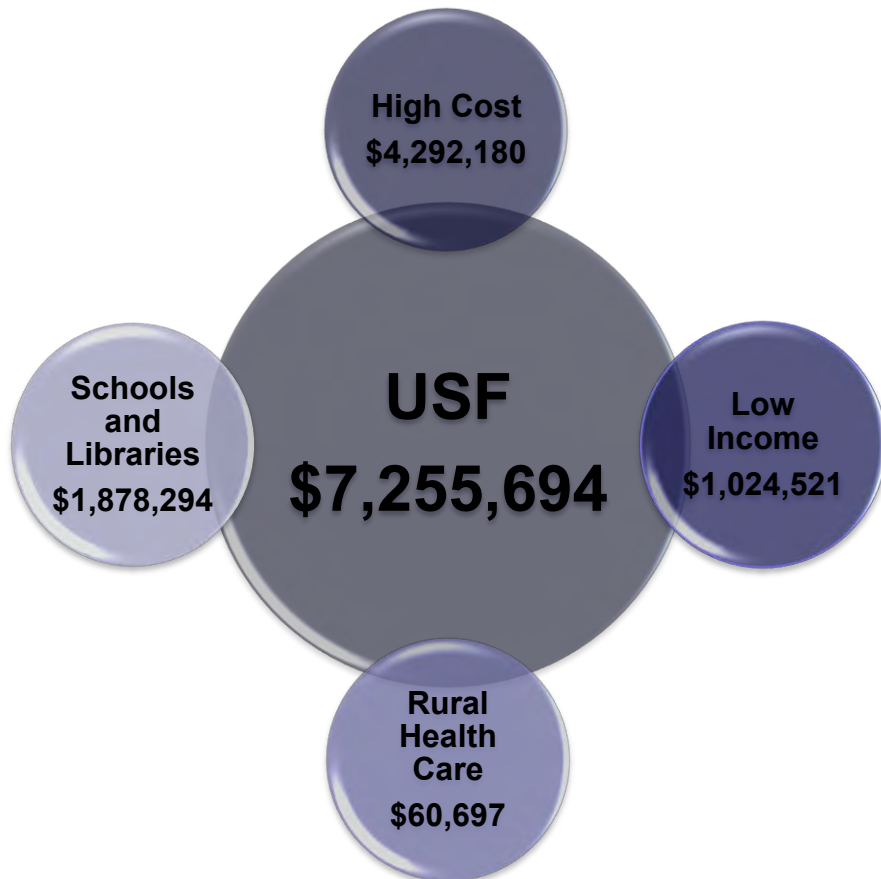 High Cost
$4,292,180
Schools
and
Libraries
$1,878,294
USF
$7,255,694
Low
Income
$1,024,521
Rural
Health
Care
$60,697